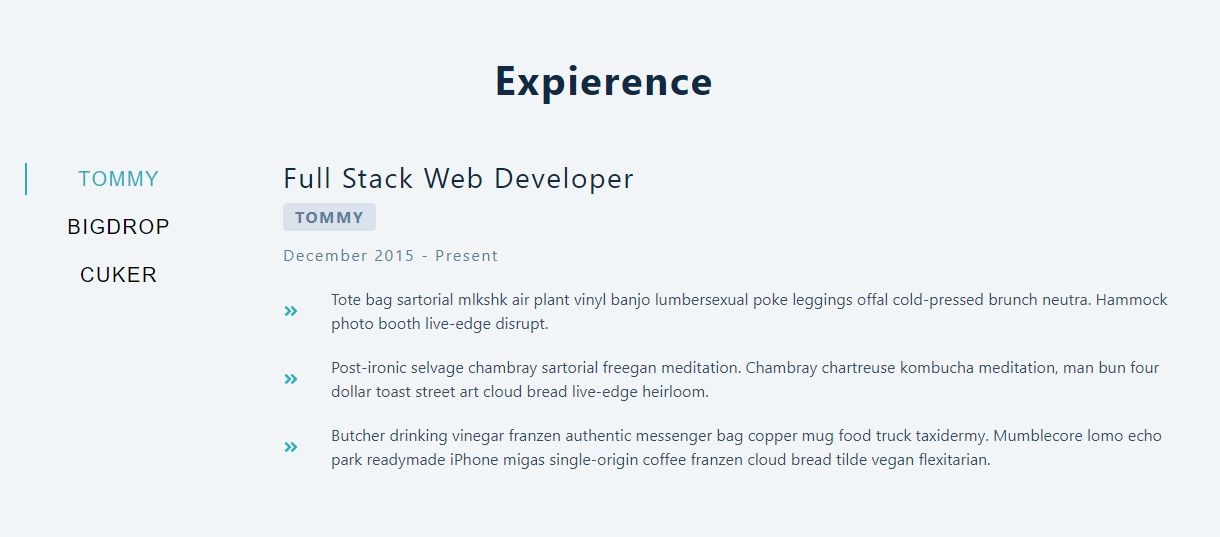 Expierence
TOMMY
BIGDROP
CUKER
Full Stack Web Developer
TOMMY
December 2015 - Present
Tote bag sartorial mlkshk air plant vinyl banjo lumbersexual poke leggings offal cold-pressed brunch neutra. Hammock
photo booth live-edge disrupt.
Post-ironic selvage chambray sartorial freegan meditation. Chambray chartreuse kombucha meditation, man bun four
dollar toast street art cloud bread live-edge heirloom.
Butcher drinking vinegar franzen authentic messenger bag copper mug food truck taxidermy. Mumblecore lomo echo
park readymade iPhone migas single-origin coffee franzen cloud bread tilde vegan flexitarian.